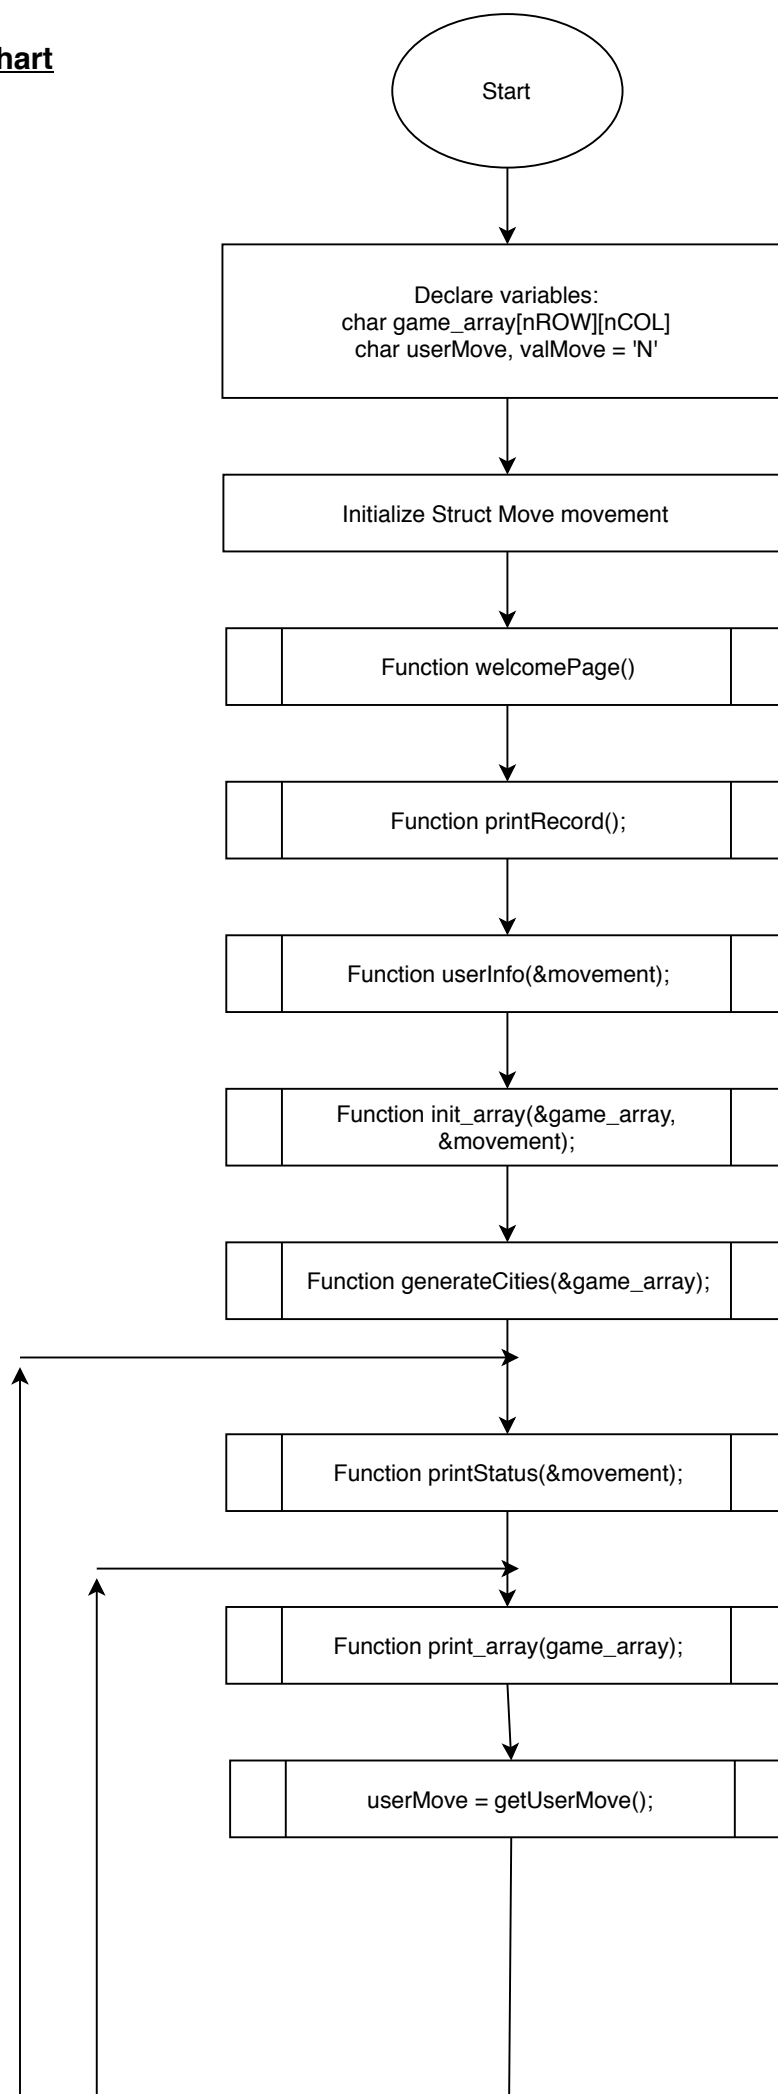 hart
Start
Declare variables:
char game_array[nROW][nCOL]
char userMove, valMove = 'N'
Initialize Struct Move movement
Function welcomePage()
Function printRecord();
Function userInfo(&movement);
Function init_array(&game_array,
&movement);
Function generateCities(&game_array);
Function printStatus(&movement);
Function print_array(game_array);
userMove = getUserMove();